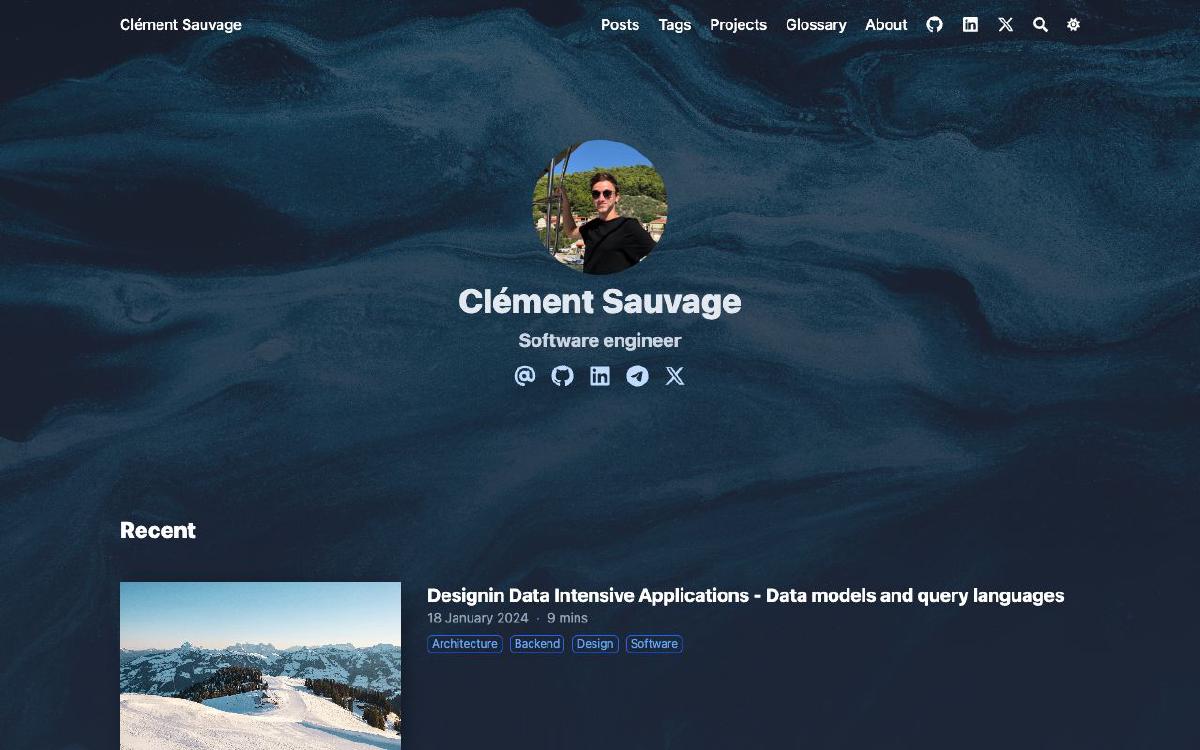 Clément Sauvage
Posts Tags Projects Glossary About
Clément Sauvage
Software engineer
Recent
Designin Data Intensive Applications - Data models and query languages
18 January 2024 · 9 mins
Architecture Backend Design Software